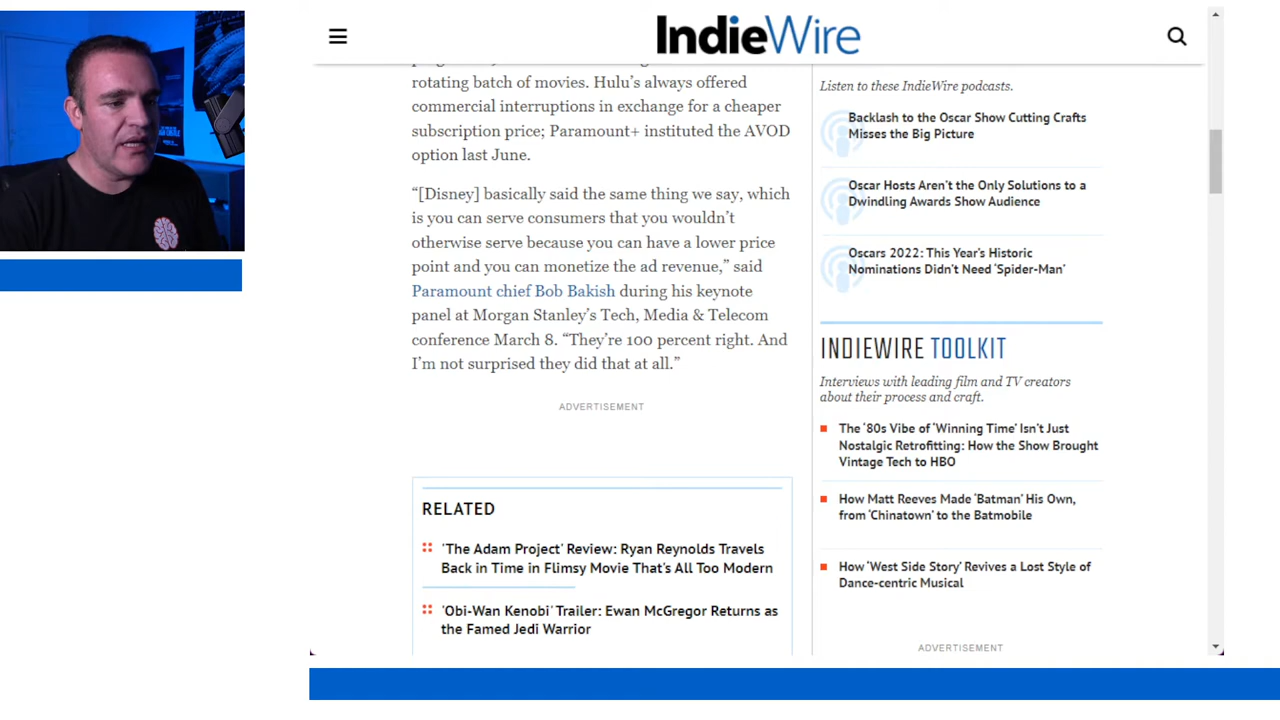 IndieWire
rotating batch of movies. Hulu’s always offered
commercial interruptions in exchange for a cheaper
subscription price; Paramount+ instituted the AVOD
option last June.
“[Disney] basically said the same thing we say, which
is you can serve consumers that you wouldn’t
otherwise serve because you can have a lower price
point and you can monetize the ad revenue,” said
Paramount chief Bob Bakish during his keynote
panel at Morgan Stanley’s Tech, Media & Telecom
conference March 8. “They’re 100 percent right. And
I’m not surprised they did that at all.”
ADVERTISEMENT
RELATED
'The Adam Project' Review: Ryan Reynolds Travels
Back in Time in Flimsy Movie That's All Too Modern
'Obi-Wan Kenobi' Trailer: Ewan McGregor Returns as
the Famed Jedi Warrior
Listen to these IndieWire podcasts.
Backlash to the Oscar Show Cutting Crafts
Misses the Big Picture
Oscar Hosts Aren’t the Only Solutions to a
Dwindling Awards Show Audience
Oscars 2022: This Year’s Historic
Nominations Didn’t Need ‘Spider-Man’
INDIEWIRE TOOLKIT
Interviews with leading film and TV creators
about their process and craft.
The ‘80s Vibe of ‘Winning Time’ Isn’t Just
Nostalgic Retrofitting: How the Show Brought
Vintage Tech to HBO
How Matt Reeves Made ‘Batman’ His Own,
from ‘Chinatown’ to the Batmobile
How ‘West Side Story’ Revives a Lost Style of
Dance-centric Musical
ADVERTISEMENT